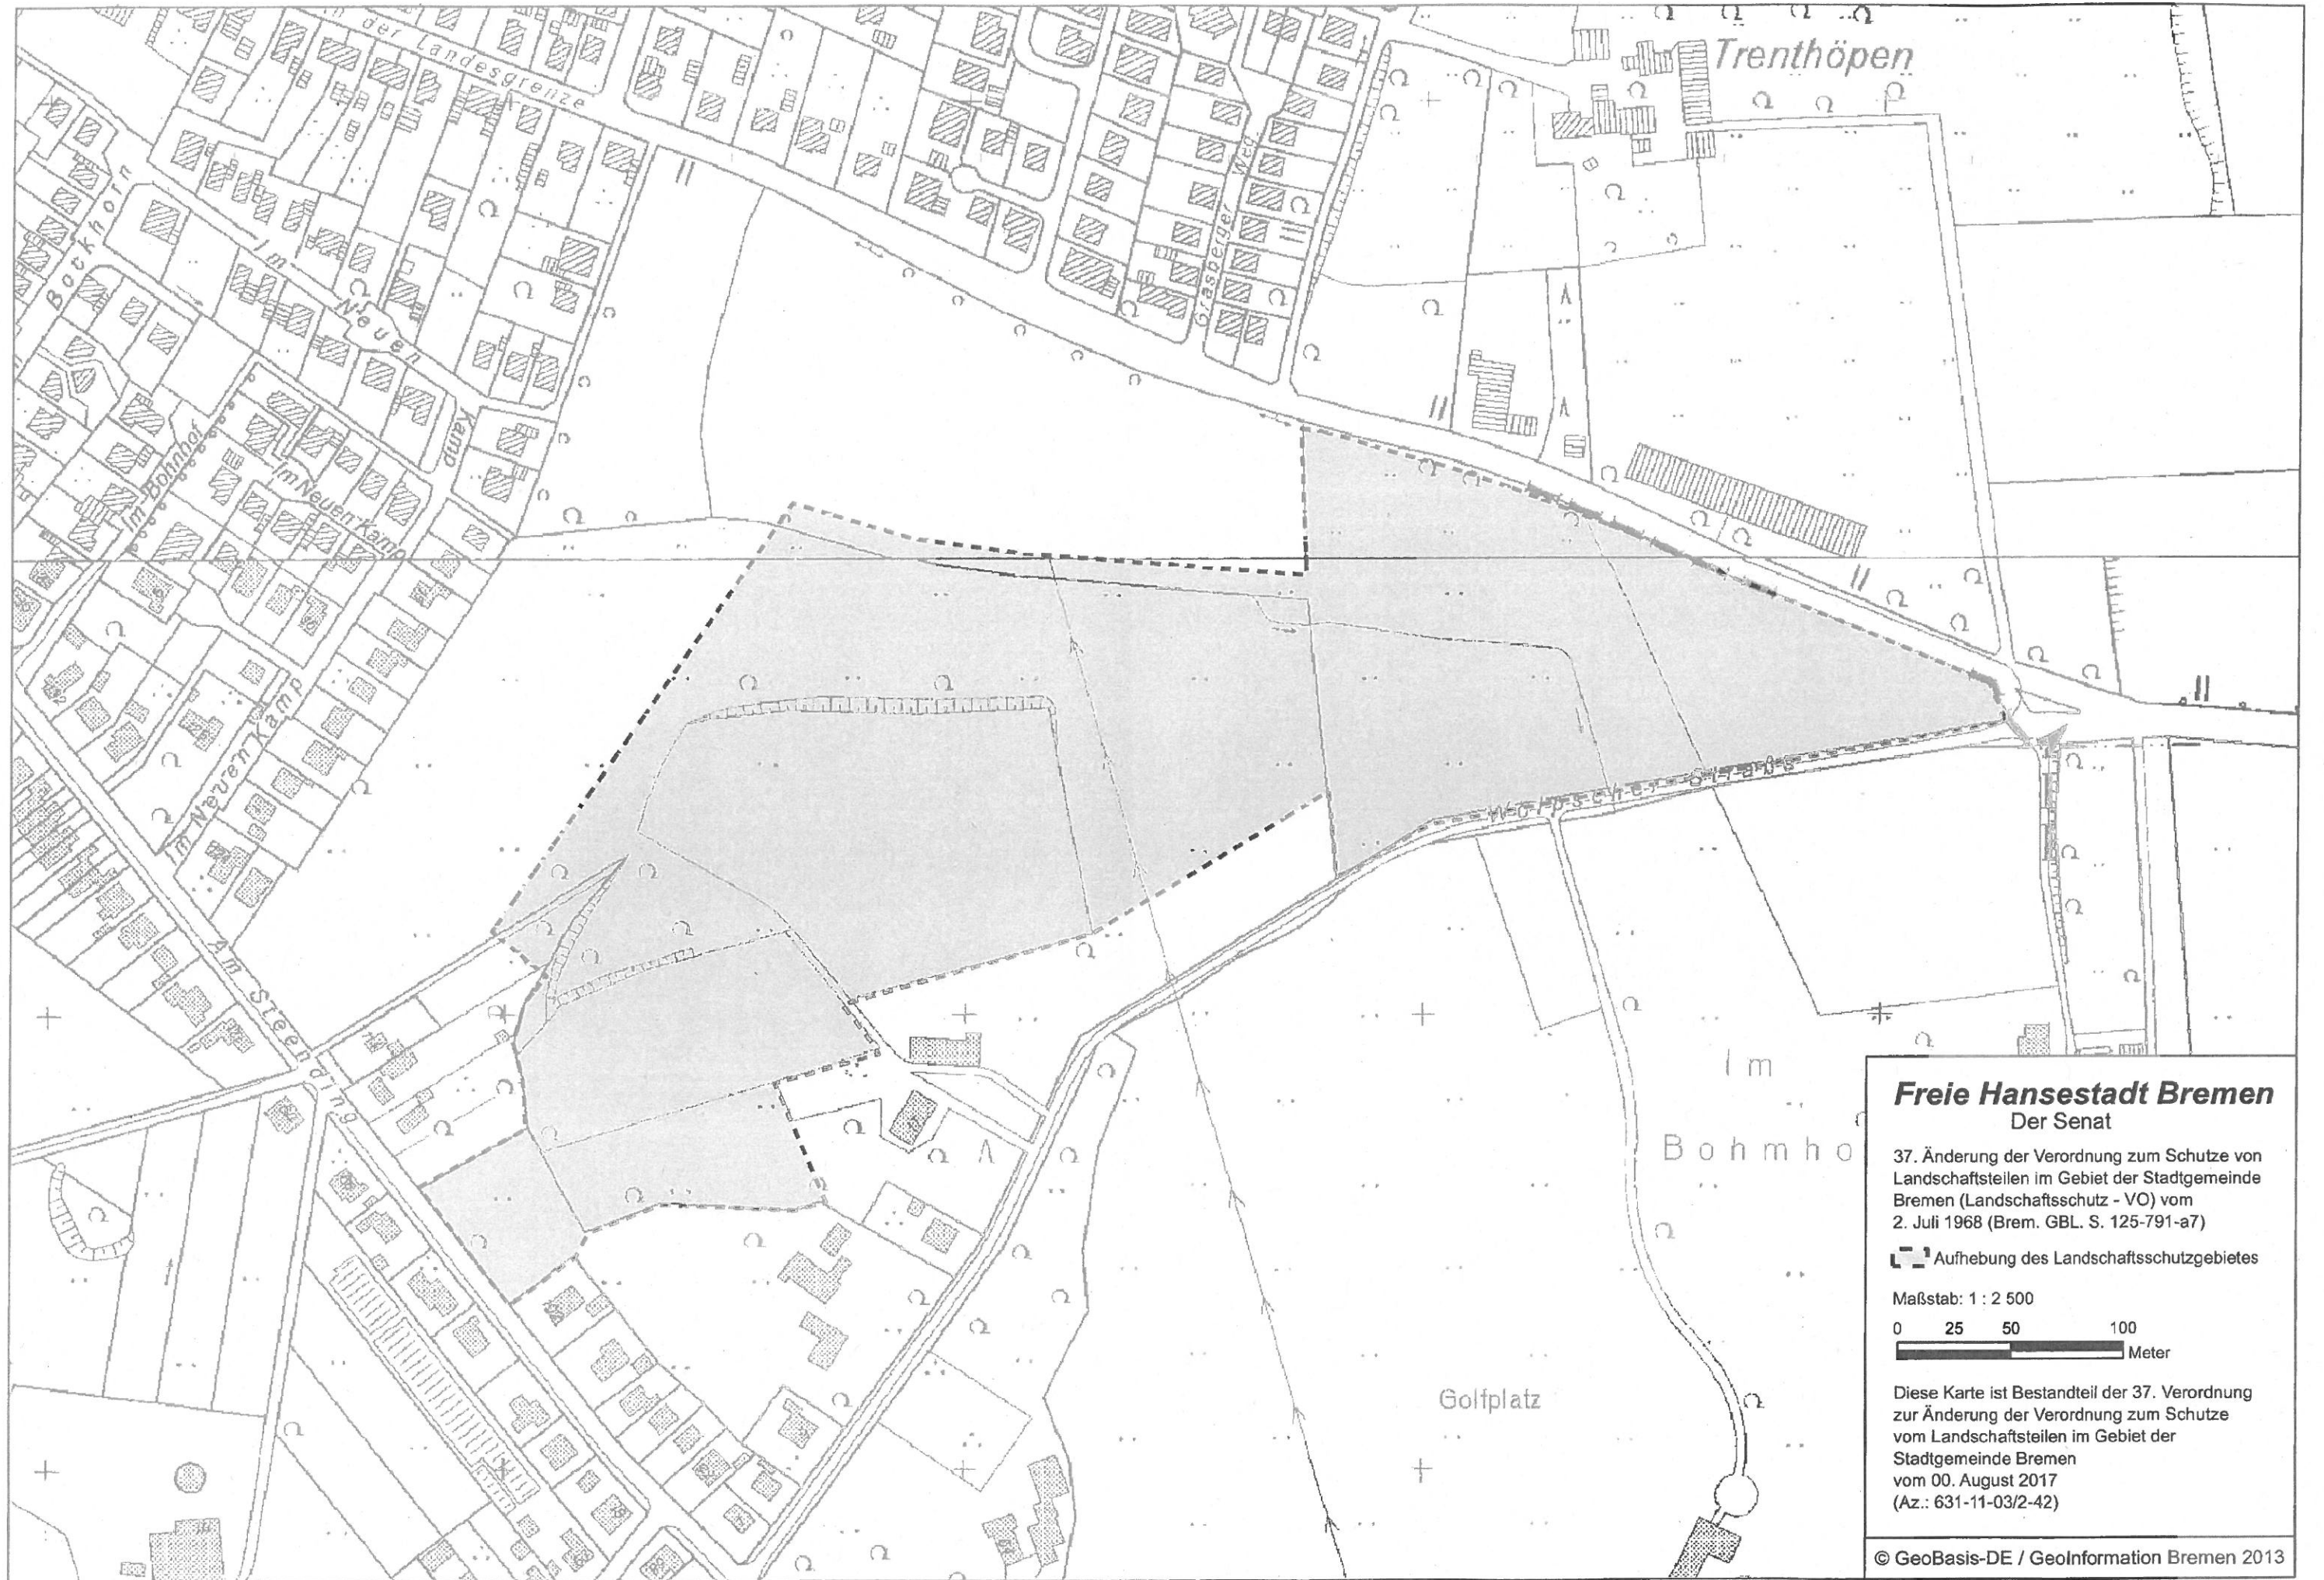 Trenthöpen
der Landesgrenze
Grasberger Weg
Bockhorn
Im
Neuen
Kamp
Im Bohnhof
Im Neuen Kamp
Im Neuen Kamp
Am Steending
Wölpscher Straße
Im
Bohmho
Golfplatz
Freie Hansestadt Bremen
Der Senat
37. Änderung der Verordnung zum Schutze von
Landschaftsteilen im Gebiet der Stadtgemeinde
Bremen (Landschaftsschutz - VO) vom
2. Juli 1968 (Brem. GBL. S. 125-791-a7)
Aufhebung des Landschaftsschutzgebietes
Maßstab: 1 : 2 500
0 25 50 100
Meter
Diese Karte ist Bestandteil der 37. Verordnung
zur Änderung der Verordnung zum Schutze
vom Landschaftsteilen im Gebiet der
Stadtgemeinde Bremen
vom 00. August 2017
(Az.: 631-11-03/2-42)
© GeoBasis-DE / GeoInformation Bremen 2013